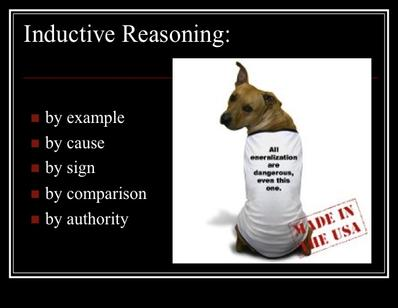 Inductive Reasoning:
by example
by cause
by sign
by comparison
by authority
All
eneralization
are
dangerous,
even this
one.
MADE IN
THE USA